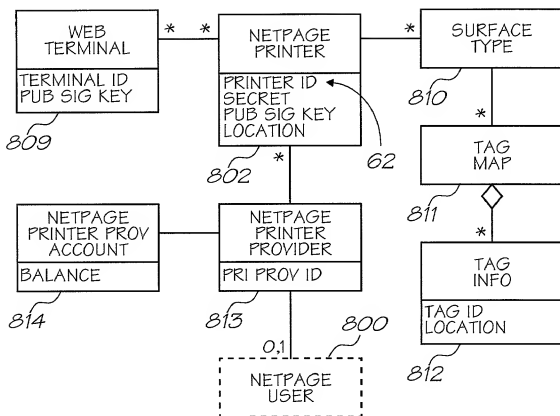 WEB
TERMINAL
TERMINAL ID
PUB SIG KEY
809
* *
NETPAGE
PRINTER
PRINTER ID
SECRET
PUB SIG KEY
LOCATION
802
62
*
*
SURFACE
TYPE
810
*
TAG
MAP
811
*
TAG
INFO
TAG ID
LOCATION
812
NETPAGE
PRINTER PROV
ACCOUNT
BALANCE
814
NETPAGE
PRINTER
PROVIDER
PRI PROV ID
813
0,1
800
NETPAGE
USER